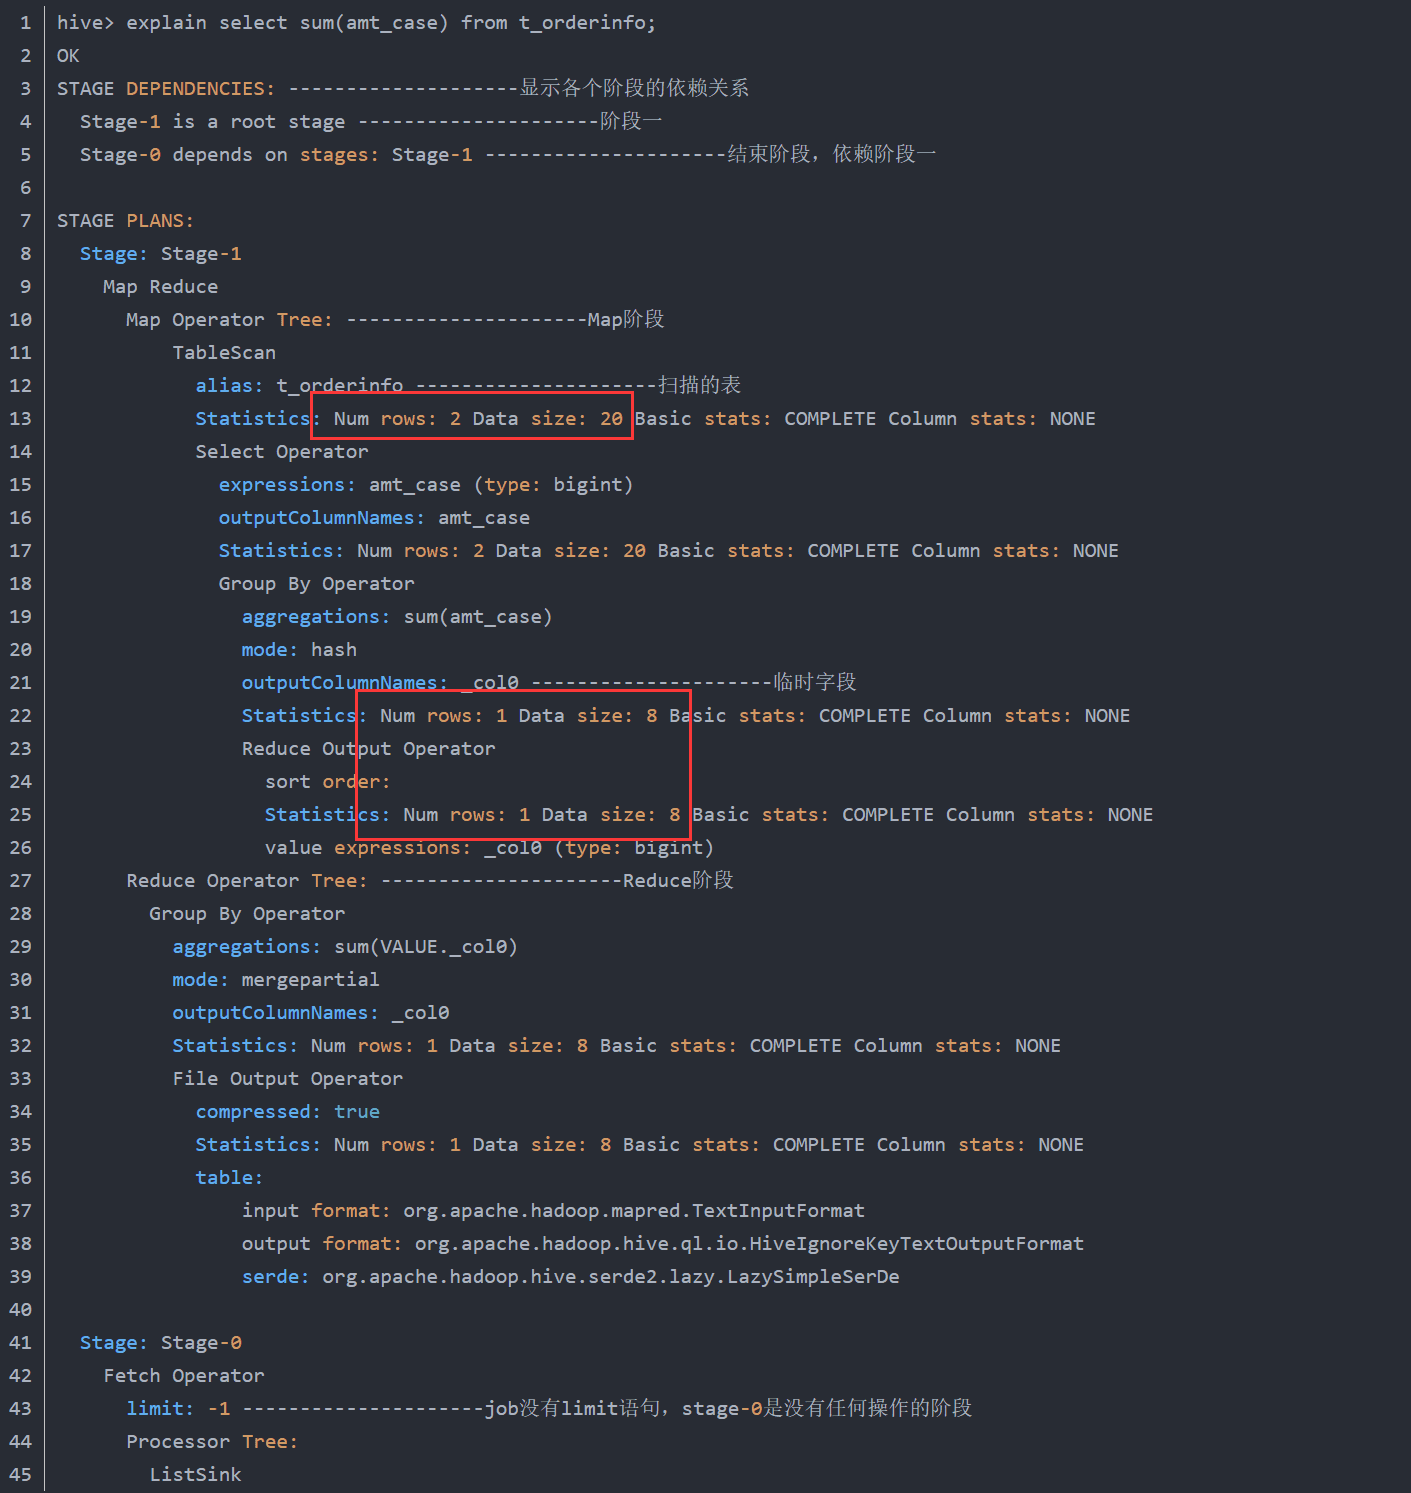 1 hive> explain select sum(amt_case) from t_orderinfo;
2 OK
3 STAGE DEPENDENCIES: --------------------显示各个阶段的依赖关系
4 Stage-1 is a root stage ---------------------阶段一
5 Stage-0 depends on stages: Stage-1 ---------------------结束阶段，依赖阶段一
6
7 STAGE PLANS:
8 Stage: Stage-1
9 Map Reduce
10 Map Operator Tree: ---------------------Map阶段
11 TableScan
12 alias: t_orderinfo ---------------------扫描的表
13 Statistics: Num rows: 2 Data size: 20 Basic stats: COMPLETE Column stats: NONE
14 Select Operator
15 expressions: amt_case (type: bigint)
16 outputColumnNames: amt_case
17 Statistics: Num rows: 2 Data size: 20 Basic stats: COMPLETE Column stats: NONE
18 Group By Operator
19 aggregations: sum(amt_case)
20 mode: hash
21 outputColumnNames: _col0 ---------------------临时字段
22 Statistics: Num rows: 1 Data size: 8 Basic stats: COMPLETE Column stats: NONE
23 Reduce Output Operator
24 sort order:
25 Statistics: Num rows: 1 Data size: 8 Basic stats: COMPLETE Column stats: NONE
26 value expressions: _col0 (type: bigint)
27 Reduce Operator Tree: ---------------------Reduce阶段
28 Group By Operator
29 aggregations: sum(VALUE._col0)
30 mode: mergepartial
31 outputColumnNames: _col0
32 Statistics: Num rows: 1 Data size: 8 Basic stats: COMPLETE Column stats: NONE
33 File Output Operator
34 compressed: true
35 Statistics: Num rows: 1 Data size: 8 Basic stats: COMPLETE Column stats: NONE
36 table:
37 input format: org.apache.hadoop.mapred.TextInputFormat
38 output format: org.apache.hadoop.hive.ql.io.HiveIgnoreKeyTextOutputFormat
39 serde: org.apache.hadoop.hive.serde2.lazy.LazySimpleSerDe
40
41 Stage: Stage-0
42 Fetch Operator
43 limit: -1 ---------------------job没有limit语句，stage-0是没有任何操作的阶段
44 Processor Tree:
45 ListSink